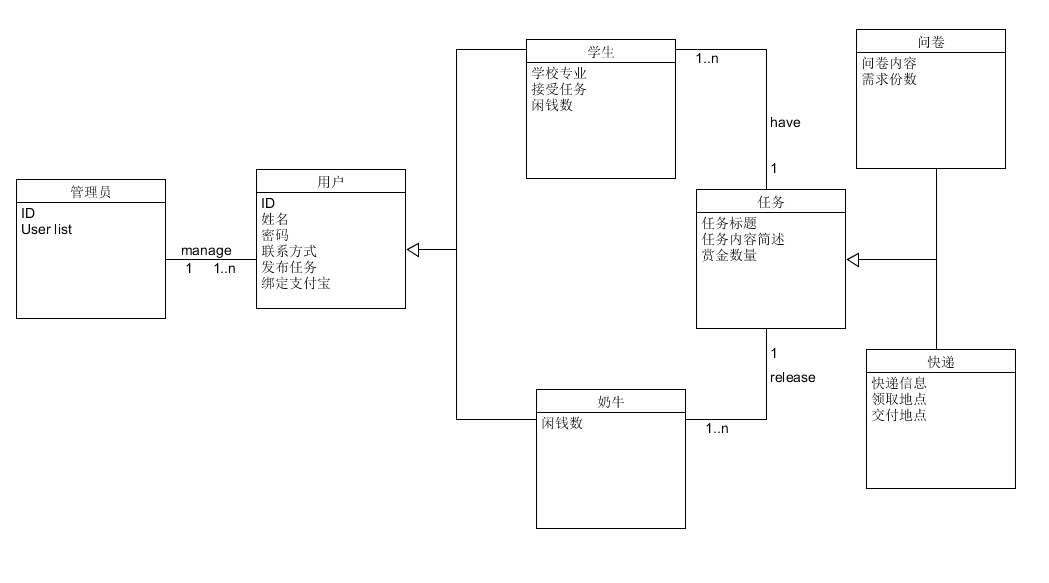 管理员
ID
User list
manage
1
1..n
用户
ID
姓名
密码
联系方式
发布任务
绑定支付宝
学生
学校专业
接受任务
闲钱数
1..n
have
1
任务
任务标题
任务内容简述
赏金数量
1
release
1..n
奶牛
闲钱数
问卷
问卷内容
需求份数
快递
快递信息
领取地点
交付地点